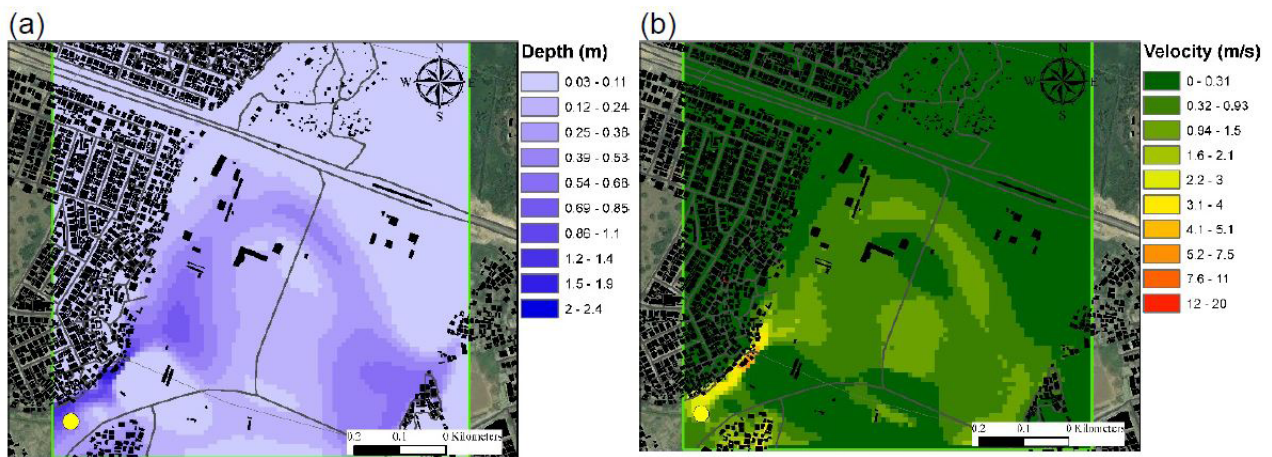 (a)
(b)
Depth (m)
0.03 - 0.11
0.12 - 0.24
0.25 - 0.38
0.39 - 0.53
0.54 - 0.68
0.69 - 0.85
0.86 - 1.1
1.2 - 1.4
1.5 - 1.9
2 - 2.4
N
W
E
S
0.2 0.1 0 Kilometers
Velocity (m/s)
0 - 0.31
0.32 - 0.93
0.94 - 1.5
1.6 - 2.1
2.2 - 3
3.1 - 4
4.1 - 5.1
5.2 - 7.5
7.6 - 11
12 - 20
N
W
E
S
0.2 0.1 0 Kilometers